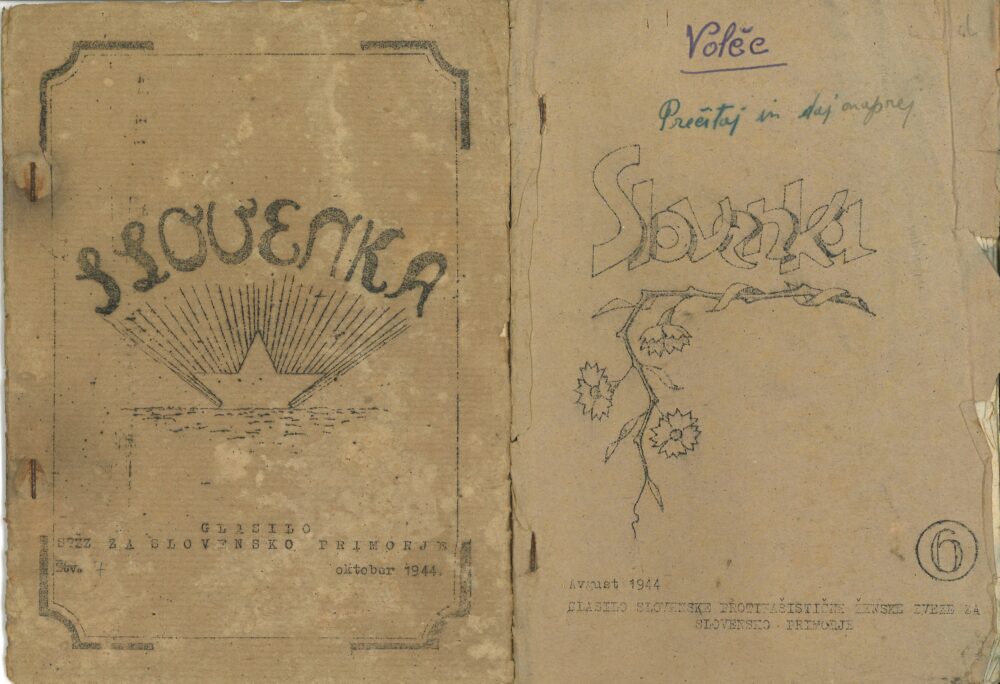 SLOVENKA
GLASILO
SPŽZ ZA SLOVENSKO PRIMORJE
Štv. 7
oktober 1944.
Volče
Prečitaj in daj naprej
Slovenka
6
Avgust 1944
GLASILO SLOVENSKE PROTIFAŠISTIČNE ŽENSKE ZVEZE ZA
SLOVENSKO PRIMORJE